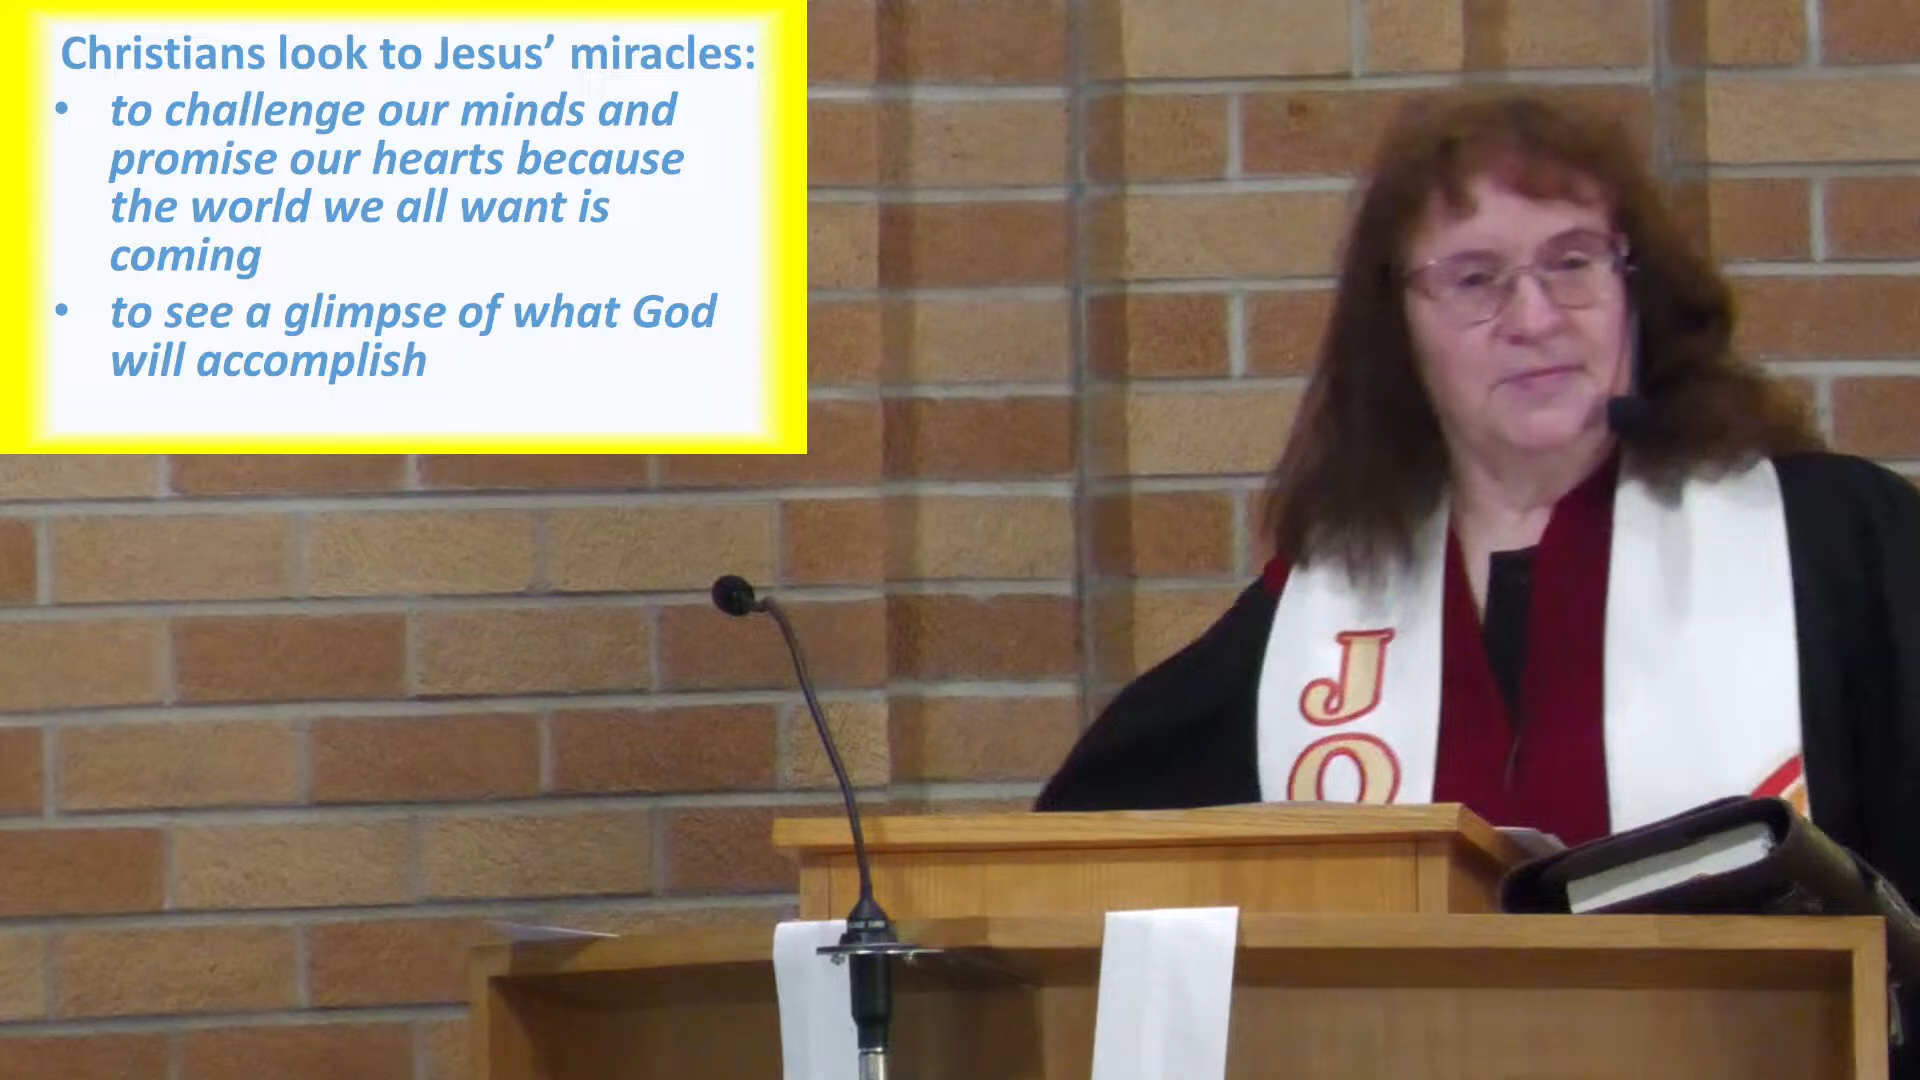 Christians look to Jesus’ miracles:
• to challenge our minds and
promise our hearts because
the world we all want is
coming
• to see a glimpse of what God
will accomplish
J
O